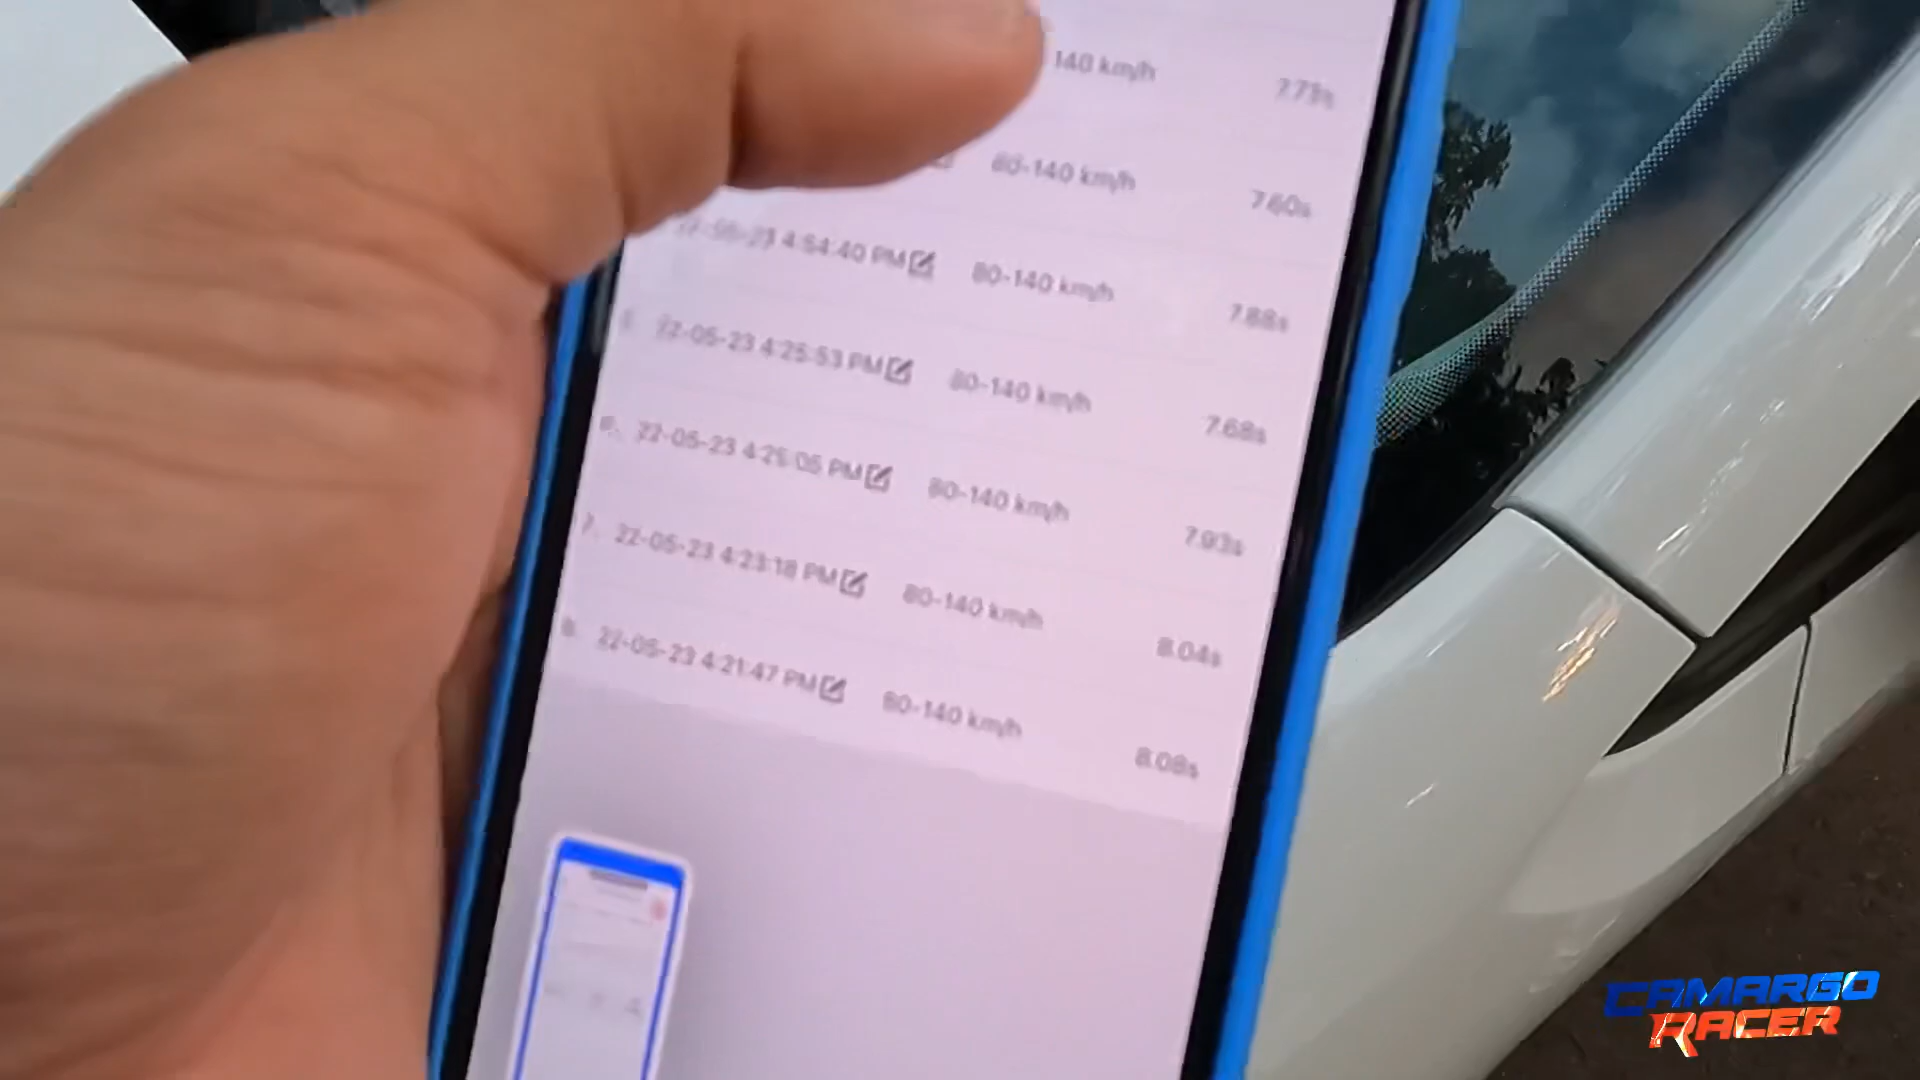 140 km/h 7.73s
80-140 km/h 7.60s
4:54:40 PM 80-140 km/h 7.88s
22-05-23 4:25:53 PM 80-140 km/h 7.68s
6. 22-05-23 4:25:05 PM 80-140 km/h 7.93s
7. 22-05-23 4:23:18 PM 80-140 km/h 8.04s
8. 22-05-23 4:21:47 PM 80-140 km/h 8.08s
CAMARGO
RACER